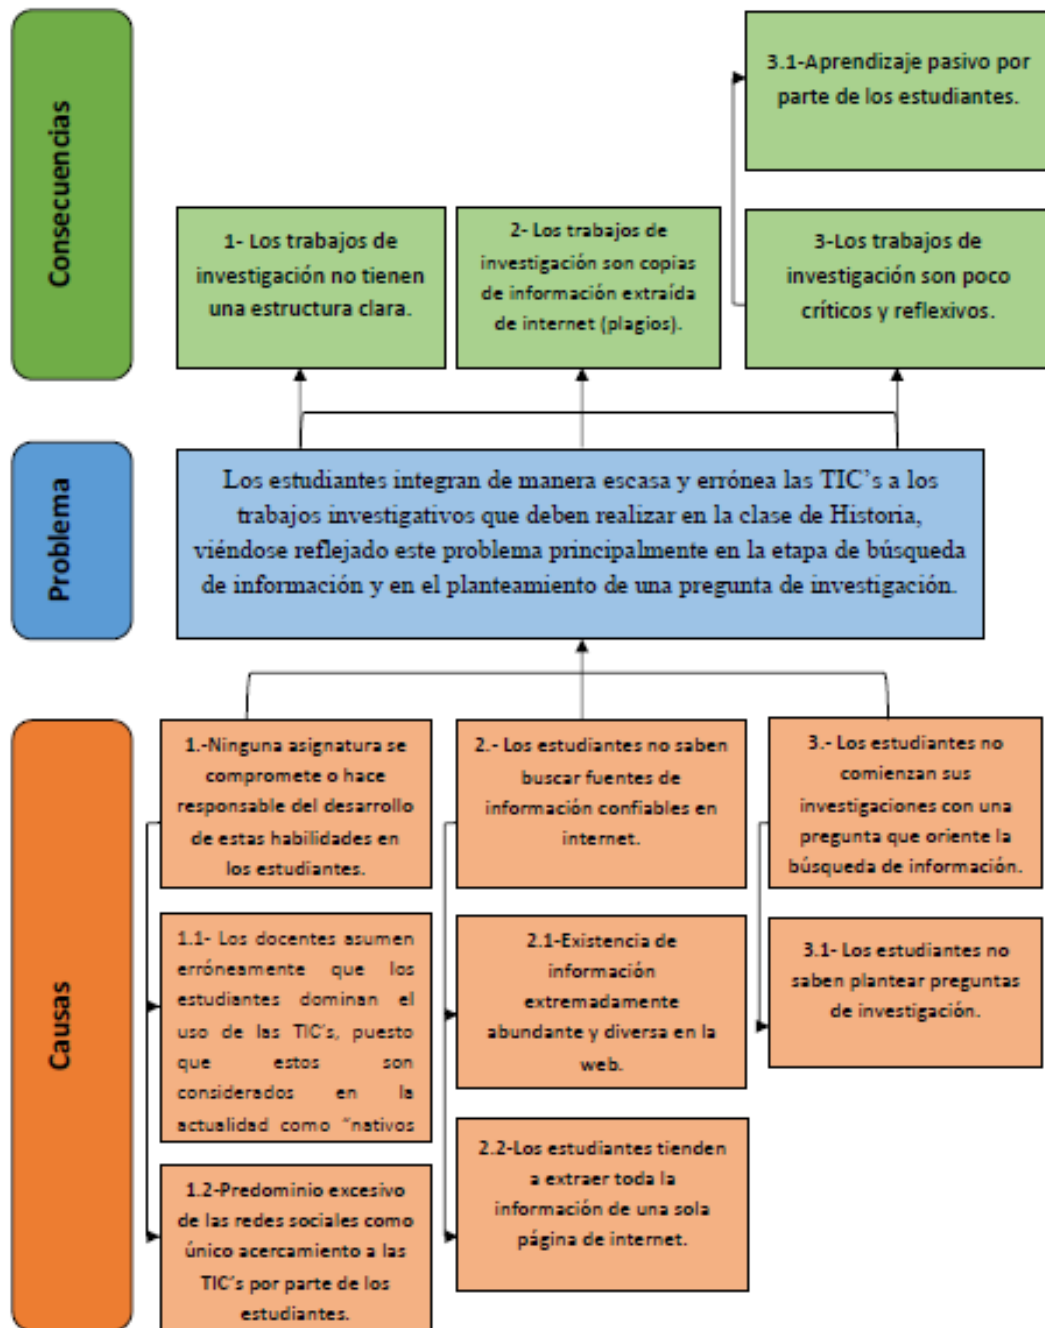 Consecuencias
3.1-Aprendizaje pasivo por
parte de los estudiantes.
1- Los trabajos de
investigación no tienen
una estructura clara.
2- Los trabajos de
investigación son copias
de información extraída
de internet (plagios).
3-Los trabajos de
investigación son poco
críticos y reflexivos.
Problema
Los estudiantes integran de manera escasa y errónea las TIC's a los
trabajos investigativos que deben realizar en la clase de Historia,
viéndose reflejado este problema principalmente en la etapa de búsqueda
de información y en el planteamiento de una pregunta de investigación.
Causas
1.-Ninguna asignatura se
compromete o hace
responsable del desarrollo
de estas habilidades en
los estudiantes.
2.- Los estudiantes no saben
buscar fuentes de
información confiables en
internet.
3.- Los estudiantes no
comienzan sus
investigaciones con una
pregunta que oriente la
búsqueda de información.
1.1- Los docentes asumen
erróneamente que los
estudiantes dominan el
uso de las TIC's, puesto
que estos son
considerados en la
actualidad como "nativos
2.1-Existencia de
información
extremadamente
abundante y diversa en la
web.
3.1- Los estudiantes no
saben plantear preguntas
de investigación.
1.2-Predominio excesivo
de las redes sociales como
único acercamiento a las
TIC's por parte de los
estudiantes.
2.2-Los estudiantes tienden
a extraer toda la
información de una sola
página de internet.